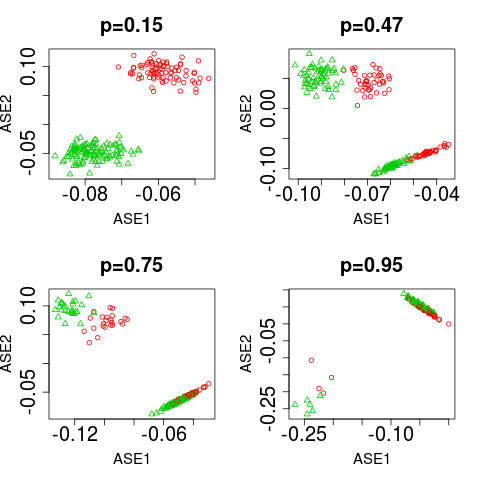 p=0.15
ASE2
0.10
-0.05
-0.08
-0.06
ASE1
p=0.47
ASE2
0.00
-0.10
-0.10
-0.07
-0.04
ASE1
p=0.75
ASE2
0.10
-0.05
-0.12
-0.06
ASE1
p=0.95
ASE2
-0.05
-0.25
-0.25
-0.10
ASE1